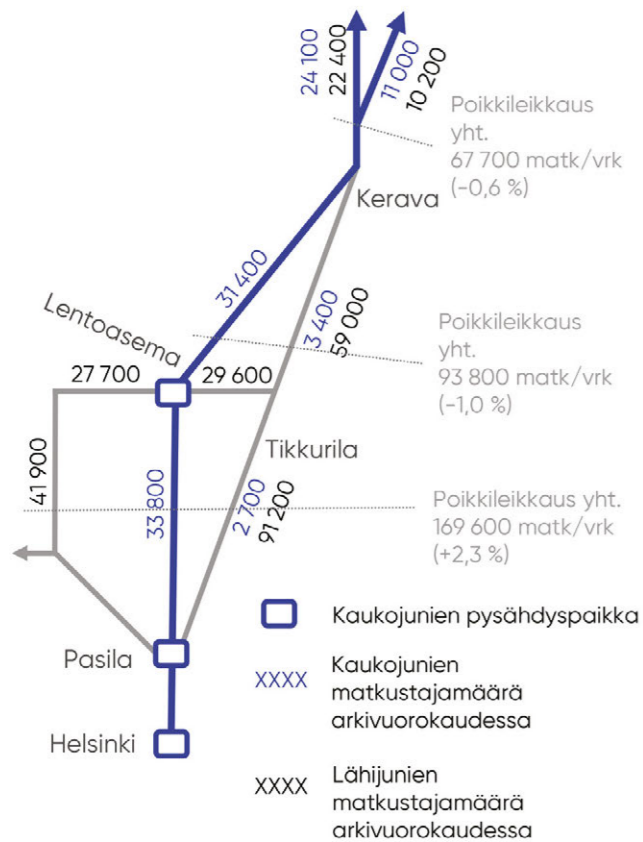 24 100
22 400
11 000
10 200
Poikkileikkaus
yht.
67 700 matk/vrk
(-0,6 %)
Kerava
31 400
3 400
59 000
Lentoasema
Poikkileikkaus
yht.
93 800 matk/vrk
(-1,0 %)
27 700
29 600
Tikkurila
41 900
33 800
2 700
91 200
Poikkileikkaus yht.
169 600 matk/vrk
(+2,3 %)
Pasila
Helsinki
Kaukojunien pysähdyspaikka
XXXX
Kaukojunien
matkustajamäärä
arkivuorokaudessa
XXXX
Lähijunien
matkustajamäärä
arkivuorokaudessa